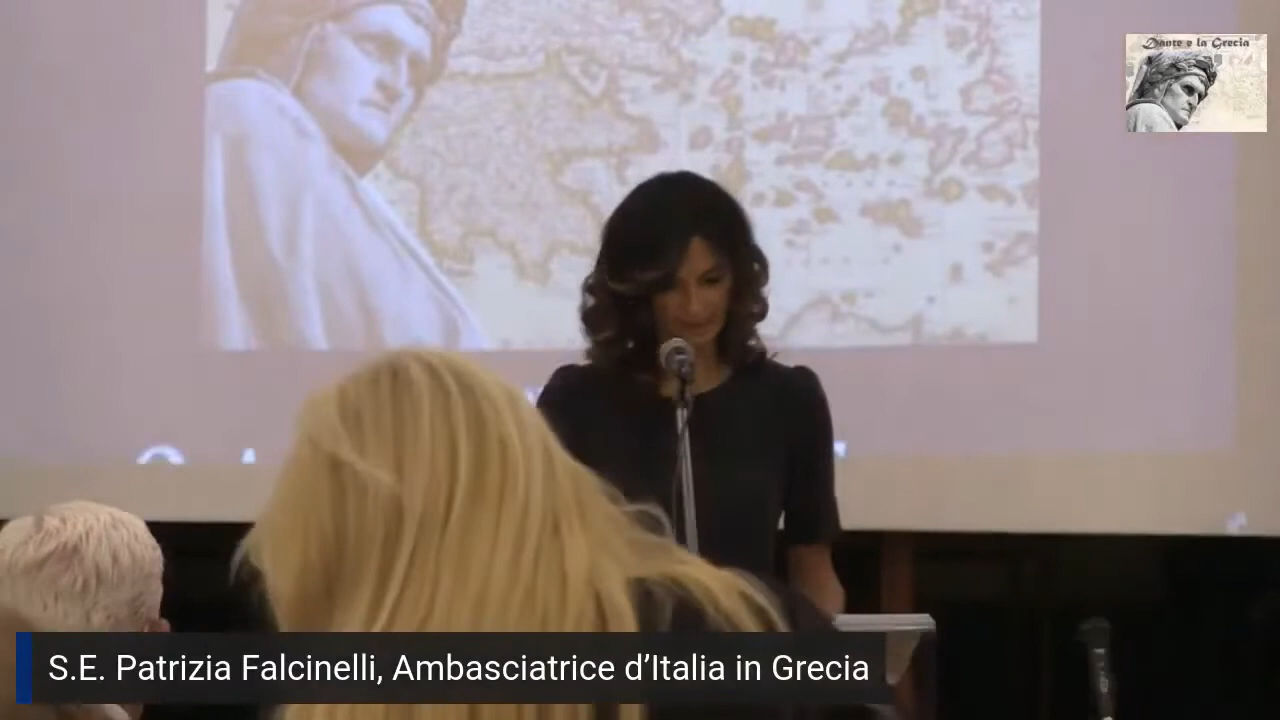 Dante e la Grecia
S.E. Patrizia Falcinelli, Ambasciatrice d’Italia in Grecia